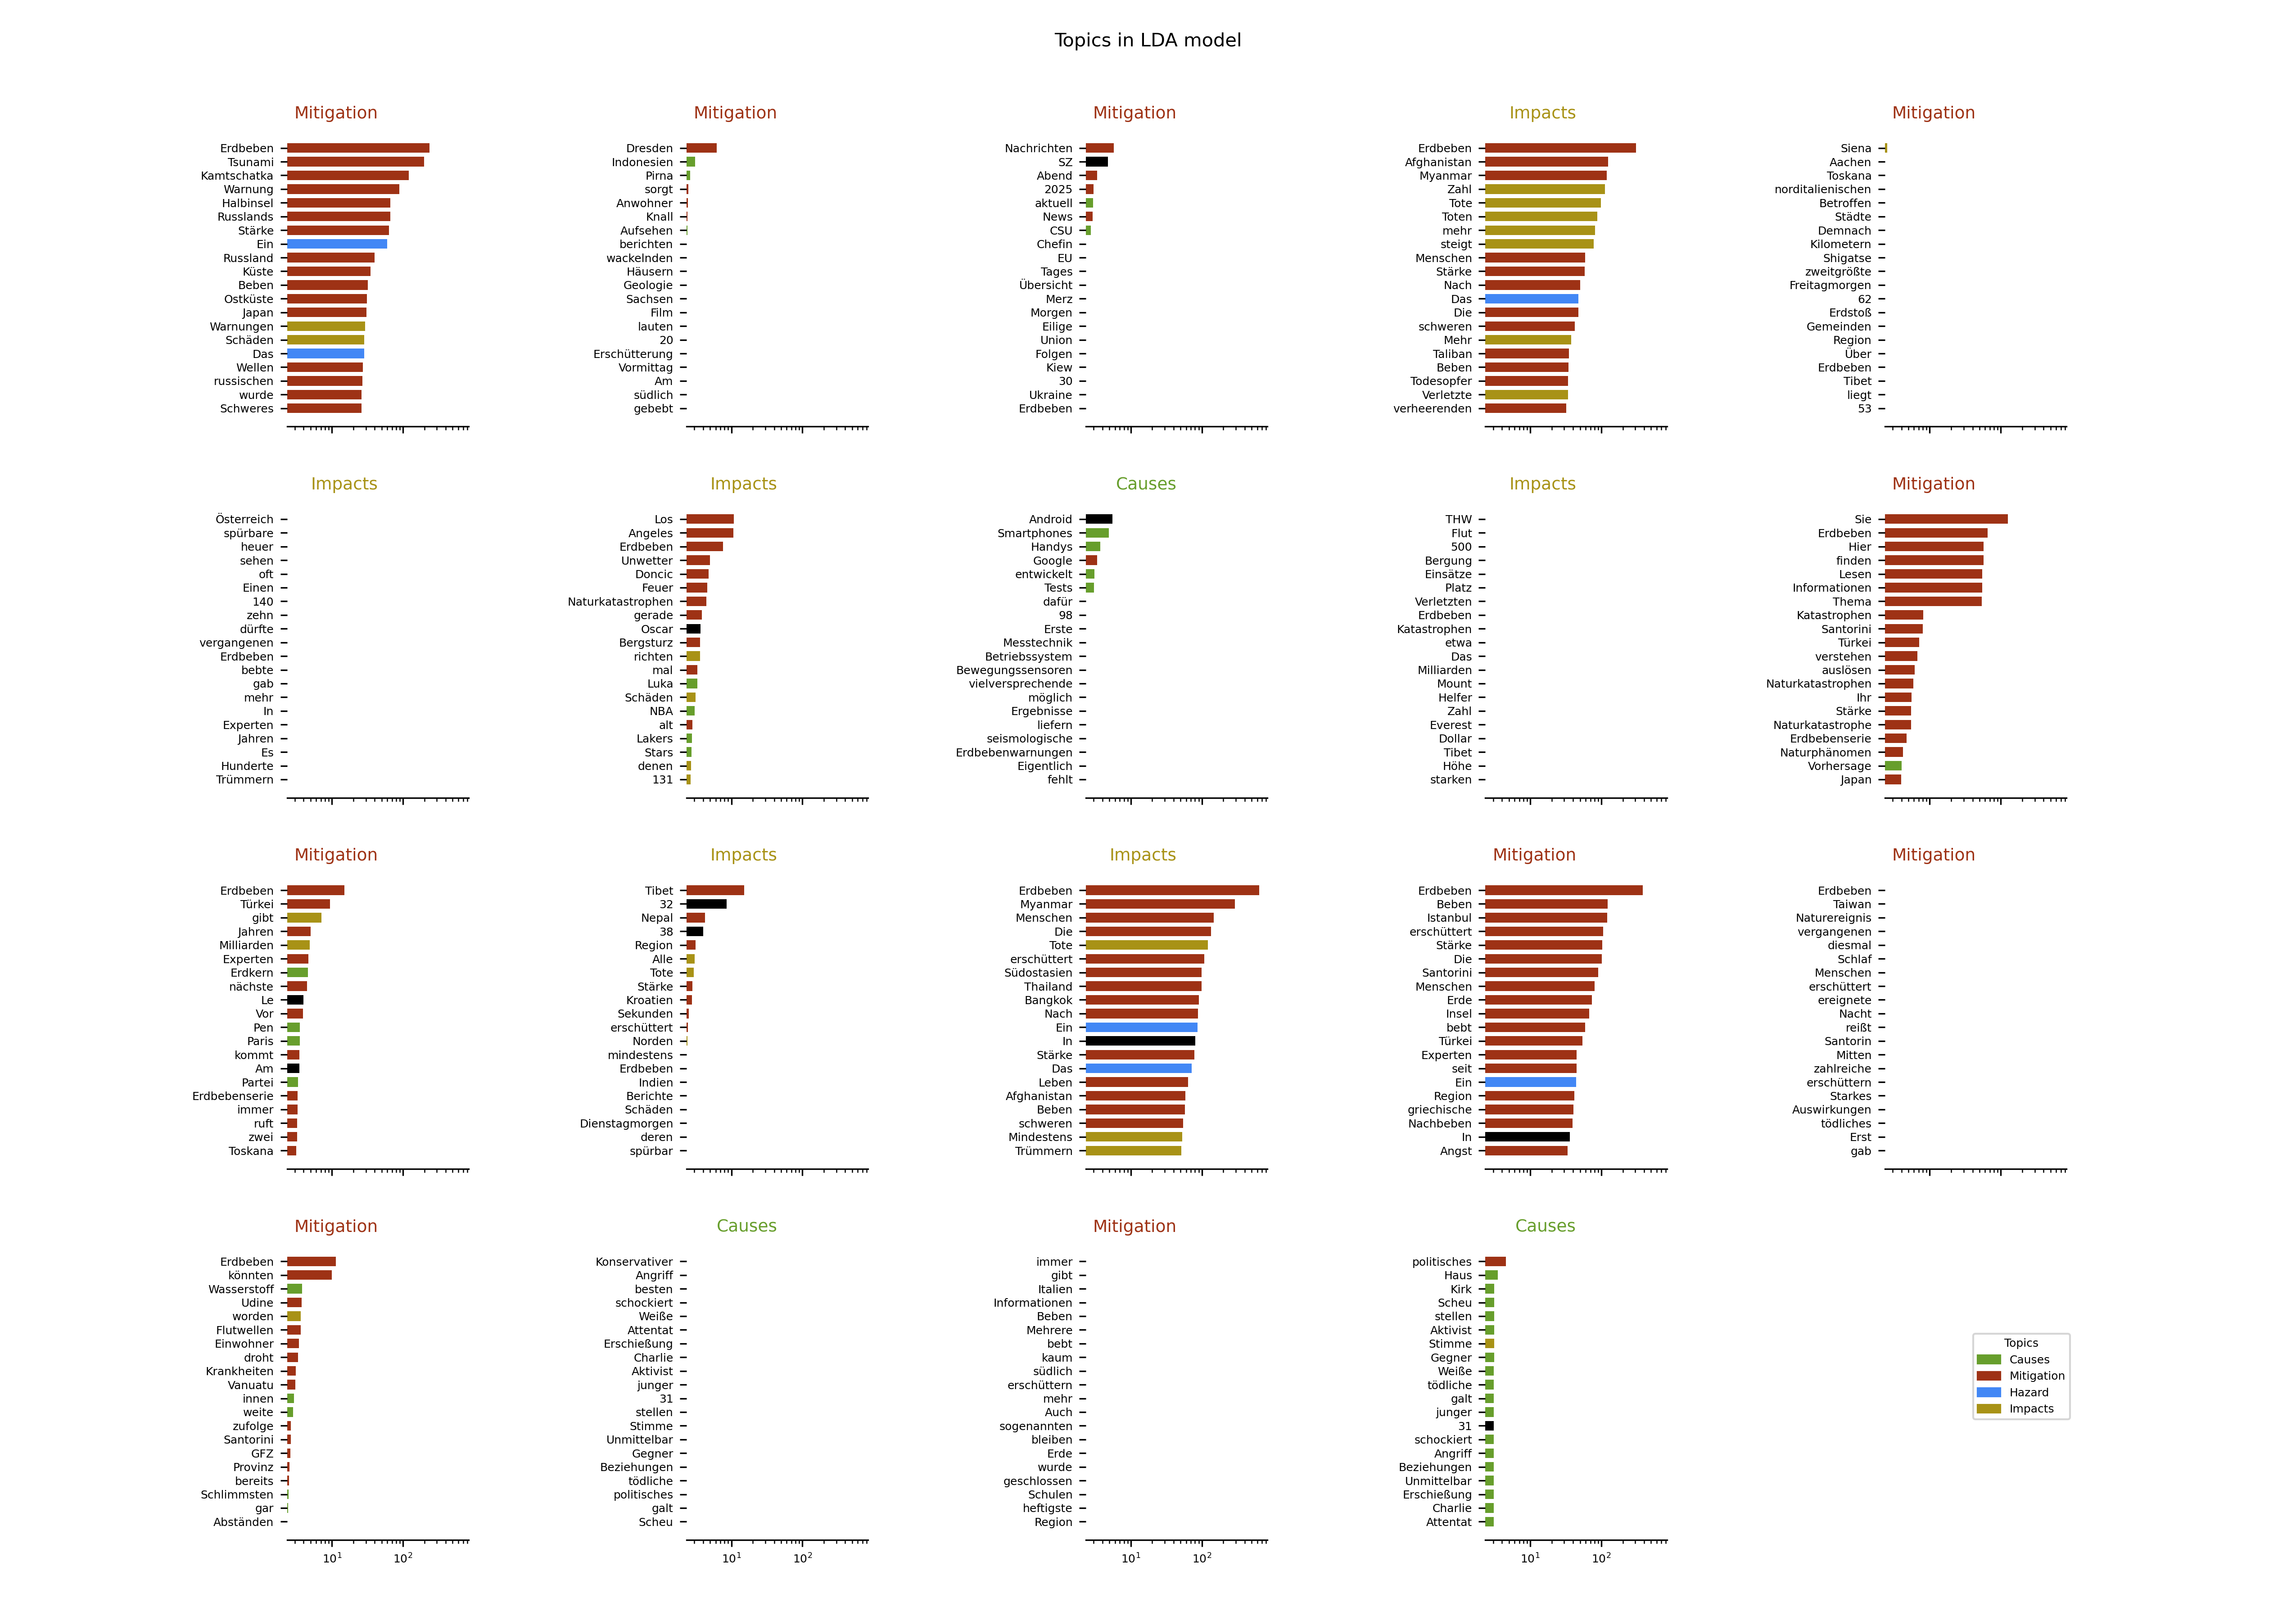 Topics in LDA model
Mitigation
Erdbeben
Tsunami
Kamtschatka
Warnung
Halbinsel
Russlands
Stärke
Ein
Russland
Küste
Beben
Ostküste
Japan
Warnungen
Schäden
Das
Wellen
russischen
wurde
Schweres
Mitigation
Dresden
Indonesien
Pirna
sorgt
Anwohner
Knall
Aufsehen
berichten
wackelnden
Häusern
Geologie
Sachsen
Film
lauten
20
Erschütterung
Vormittag
Am
südlich
gebebt
Mitigation
Nachrichten
SZ
Abend
2025
aktuell
News
CSU
Chefin
EU
Tages
Übersicht
Merz
Morgen
Eilige
Union
Folgen
Kiew
30
Ukraine
Erdbeben
Impacts
Erdbeben
Afghanistan
Myanmar
Zahl
Tote
Toten
mehr
steigt
Menschen
Stärke
Nach
Das
Die
schweren
Mehr
Taliban
Beben
Todesopfer
Verletzte
verheerenden
Mitigation
Siena
Aachen
Toskana
norditalienischen
Betroffen
Städte
Demnach
Kilometern
Shigatse
zweitgrößte
Freitagmorgen
62
Erdstoß
Gemeinden
Region
Über
Erdbeben
Tibet
liegt
53
Impacts
Österreich
spürbare
heuer
sehen
oft
Einen
140
zehn
dürfte
vergangenen
Erdbeben
bebte
gab
mehr
In
Experten
Jahren
Es
Hunderte
Trümmern
Impacts
Los
Angeles
Erdbeben
Unwetter
Doncic
Feuer
Naturkatastrophen
gerade
Oscar
Bergsturz
richten
mal
Luka
Schäden
NBA
alt
Lakers
Stars
denen
131
Causes
Android
Smartphones
Handys
Google
entwickelt
Tests
dafür
98
Erste
Messtechnik
Betriebssystem
Bewegungssensoren
vielversprechende
möglich
Ergebnisse
liefern
seismologische
Erdbebenwarnungen
Eigentlich
fehlt
Impacts
THW
Flut
500
Bergung
Einsätze
Platz
Verletzten
Erdbeben
Katastrophen
etwa
Das
Milliarden
Mount
Helfer
Zahl
Everest
Dollar
Tibet
Höhe
starken
Mitigation
Sie
Erdbeben
Hier
finden
Lesen
Informationen
Thema
Katastrophen
Santorini
Türkei
verstehen
auslösen
Naturkatastrophen
Ihr
Stärke
Naturkatastrophe
Erdbebenserie
Naturphänomen
Vorhersage
Japan
Mitigation
Erdbeben
Türkei
gibt
Jahren
Milliarden
Experten
Erdkern
nächste
Le
Vor
Pen
Paris
kommt
Am
Partei
Erdbebenserie
immer
ruft
zwei
Toskana
Impacts
Tibet
32
Nepal
38
Region
Alle
Tote
Stärke
Kroatien
Sekunden
erschüttert
Norden
mindestens
Erdbeben
Indien
Berichte
Schäden
Dienstagmorgen
deren
spürbar
Impacts
Erdbeben
Myanmar
Menschen
Die
Tote
erschüttert
Südostasien
Thailand
Bangkok
Nach
Ein
In
Stärke
Das
Leben
Afghanistan
Beben
schweren
Mindestens
Trümmern
Mitigation
Erdbeben
Beben
Istanbul
erschüttert
Stärke
Die
Santorini
Menschen
Erde
Insel
bebt
Türkei
Experten
seit
Ein
Region
griechische
Nachbeben
In
Angst
Mitigation
Erdbeben
Taiwan
Naturereignis
vergangenen
diesmal
Schlaf
Menschen
erschüttert
ereignete
Nacht
reißt
Santorin
Mitten
zahlreiche
erschüttern
Starkes
Auswirkungen
tödliches
Erst
gab
Mitigation
Erdbeben
könnten
Wasserstoff
Udine
worden
Flutwellen
Einwohner
droht
Krankheiten
Vanuatu
innen
weite
zufolge
Santorini
GFZ
Provinz
bereits
Schlimmsten
gar
Abständen
10¹ 10²
Causes
Konservativer
Angriff
besten
schockiert
Weiße
Attentat
Erschießung
Charlie
Aktivist
junger
31
stellen
Stimme
Unmittelbar
Gegner
Beziehungen
tödliche
politisches
galt
Scheu
10¹ 10²
Mitigation
immer
gibt
Italien
Informationen
Beben
Mehrere
bebt
kaum
südlich
erschüttern
mehr
Auch
sogenannten
bleiben
Erde
wurde
geschlossen
Schulen
heftigste
Region
10¹ 10²
Causes
politisches
Haus
Kirk
Scheu
stellen
Aktivist
Stimme
Gegner
Weiße
tödliche
galt
junger
31
schockiert
Angriff
Beziehungen
Unmittelbar
Erschießung
Charlie
Attentat
10¹ 10²
Topics
Causes
Mitigation
Hazard
Impacts